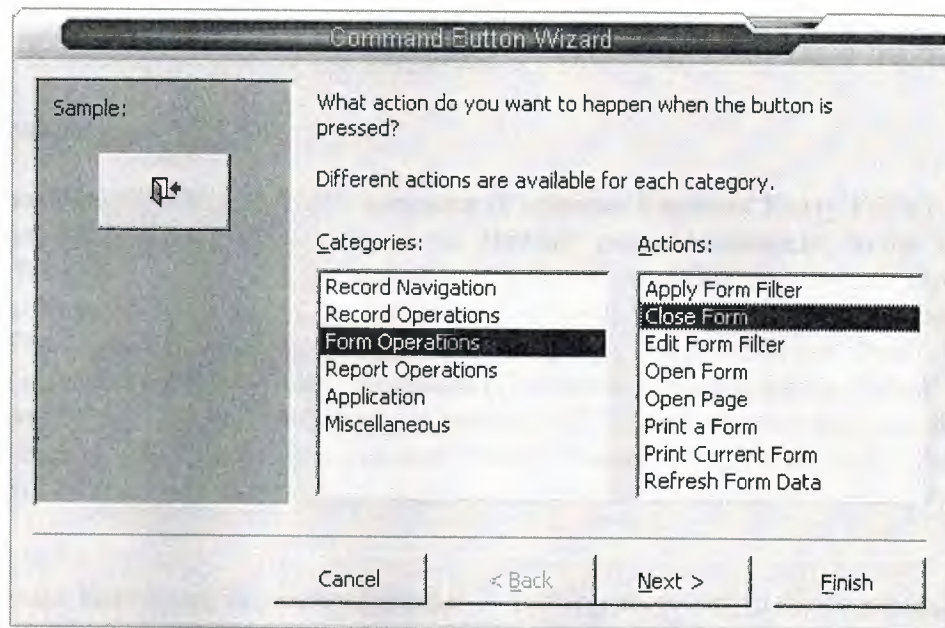 Command Button Wizard
Sample:
What action do you want to happen when the button is
pressed?
Different actions are available for each category.
Categories:
Actions:
Record Navigation
Record Operations
Form Operations
Report Operations
Application
Miscellaneous
Apply Form Filter
Close Form
Edit Form Filter
Open Form
Open Page
Print a Form
Print Current Form
Refresh Form Data
Cancel
< Back
Next >
Finish